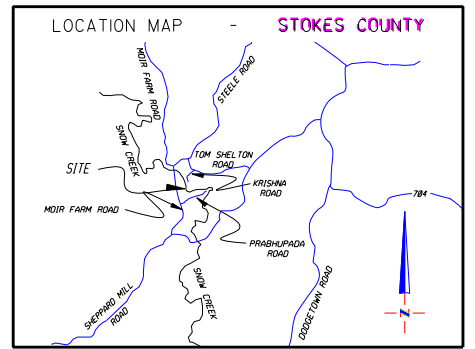 LOCATION MAP - STOKES COUNTY
MOIR FARM ROAD
STEELE ROAD
SNOW CREEK
TOM SHELTON
ROAD
SITE
KRISHNA
ROAD
704
MOIR FARM ROAD
PRABHUPADA
ROAD
SNOW CREEK
SHEPPARD MILL
ROAD
DODGETOWN ROAD
N